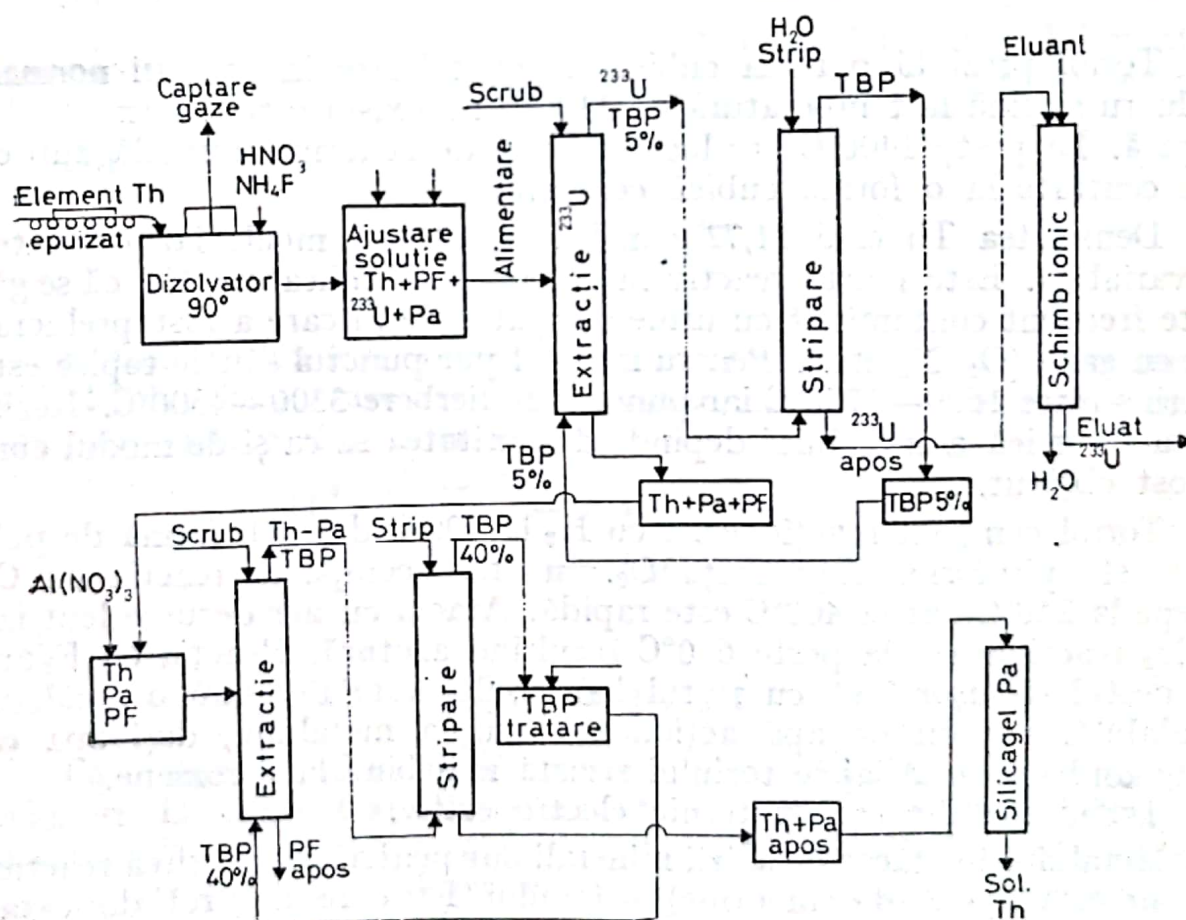 Captare
gaze
HNO₃
NH₄F
Element Th
epuizat
Dizolvator
90°
Ajustare
solutie
Th+PF+
²³³U+Pa
Alimentare
Scrub
²³³U
TBP
5%
Extractie ²³³U
H₂O
Strip
TBP
Stripare
Eluant
Schimbionic
²³³U
apos
Eluat
²³³U
H₂O
TBP
5%
Th+Pa+PF
TBP 5%
Scrub
Th-Pa
TBP
Strip
TBP
40%
Al(NO₃)₃
Th
Pa
PF
Extractie
Stripare
TBP
tratare
Th+Pa
apos
Silicagel Pa
TBP
40%
PF
apos
Sol.
Th